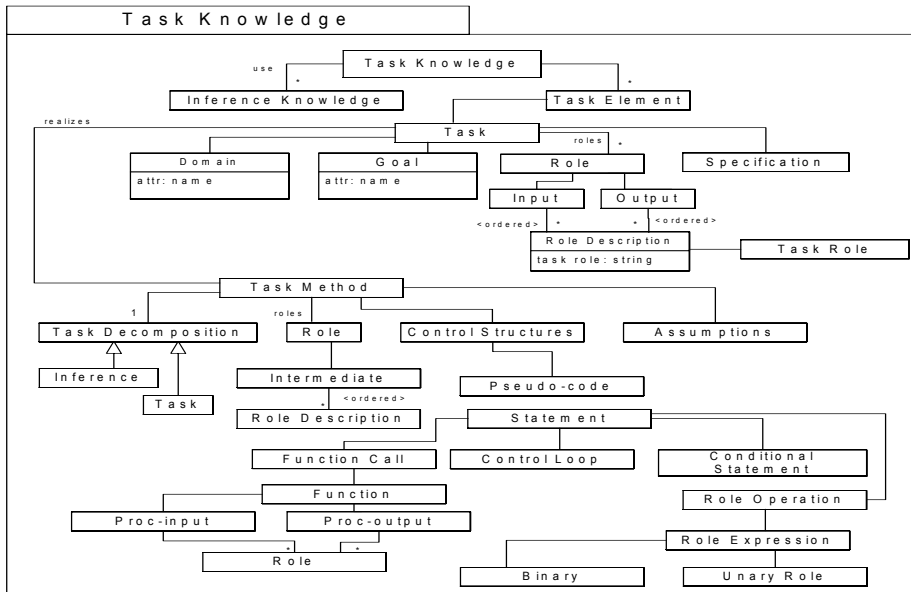 Task Knowledge
Task Knowledge
use
*
*
Inference Knowledge
Task Element
realizes
Task
roles
*
Domain
attr: name
Goal
attr: name
Role
Specification
Input
Output
<ordered>
*
*
<ordered>
Role Description
task role: string
Task Role
Task Method
1
roles
Task Decomposition
Role
Control Structures
Assumptions
Inference
Intermediate
Pseudo-code
Task
*
<ordered>
Role Description
Statement
Function Call
Control Loop
Conditional
Statement
Function
Role Operation
Proc-input
Proc-output
Role Expression
*
*
Role
Binary
Unary Role